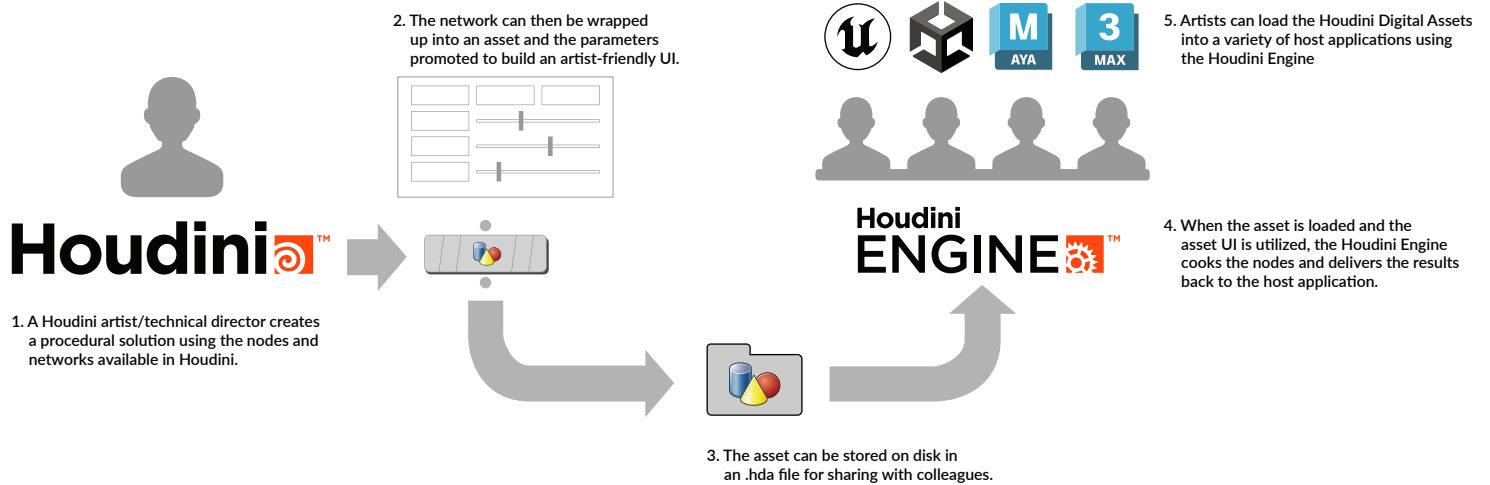 2. The network can then be wrapped
up into an asset and the parameters
promoted to build an artist-friendly UI.
M
AYA
3
MAX
5. Artists can load the Houdini Digital Assets
into a variety of host applications using
the Houdini Engine
Houdini™
Houdini
ENGINE™
4. When the asset is loaded and the
asset UI is utilized, the Houdini Engine
cooks the nodes and delivers the results
back to the host application.
1. A Houdini artist/technical director creates
a procedural solution using the nodes and
networks available in Houdini.
3. The asset can be stored on disk in
an .hda file for sharing with colleagues.